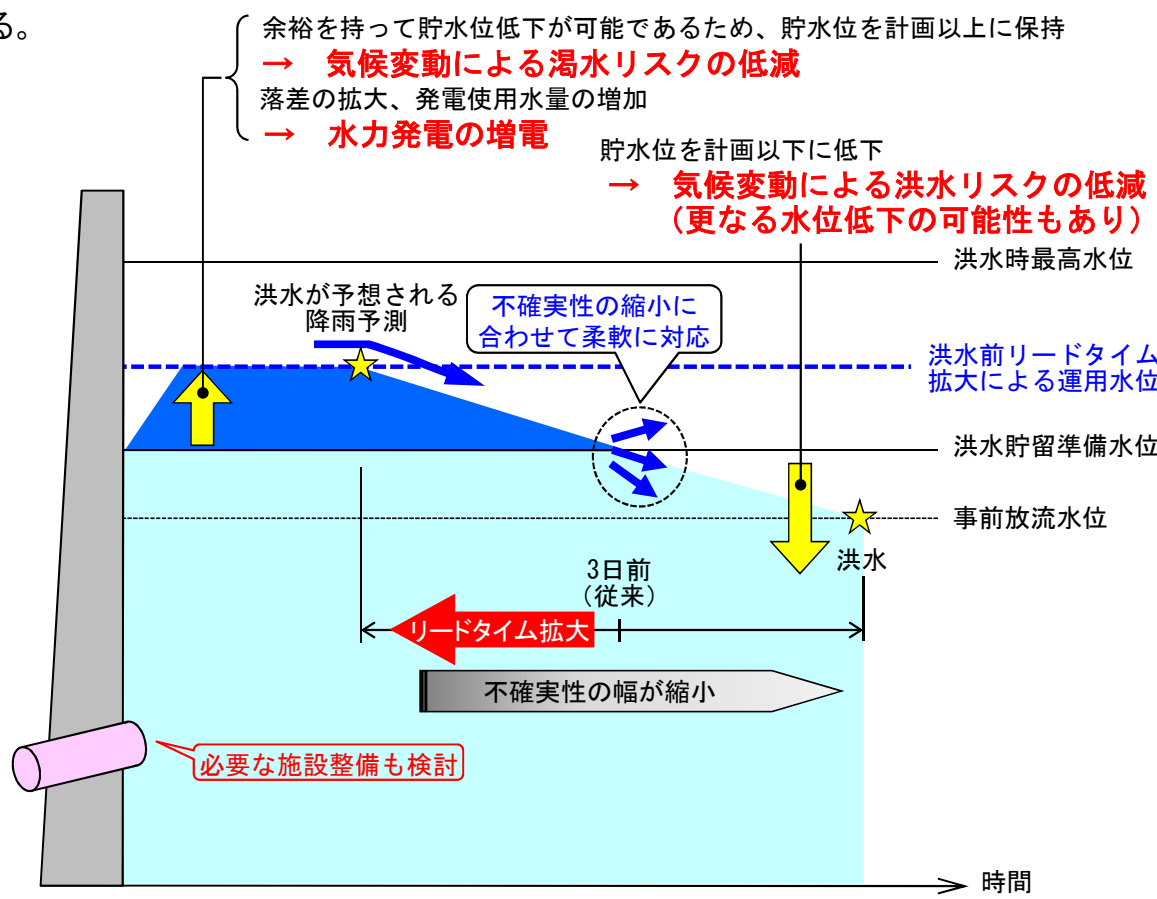 る。
余裕を持って貯水位低下が可能であるため、貯水位を計画以上に保持
→ 気候変動による渇水リスクの低減
落差の拡大、発電使用水量の増加
→ 水力発電の増電
貯水位を計画以下に低下
→ 気候変動による洪水リスクの低減
（更なる水位低下の可能性もあり）
洪水時最高水位
洪水が予想される
降雨予測
不確実性の縮小に
合わせて柔軟に対応
洪水前リードタイム
拡大による運用水位
洪水貯留準備水位
事前放流水位
洪水
3日前
（従来）
リードタイム拡大
不確実性の幅が縮小
必要な施設整備も検討
時間